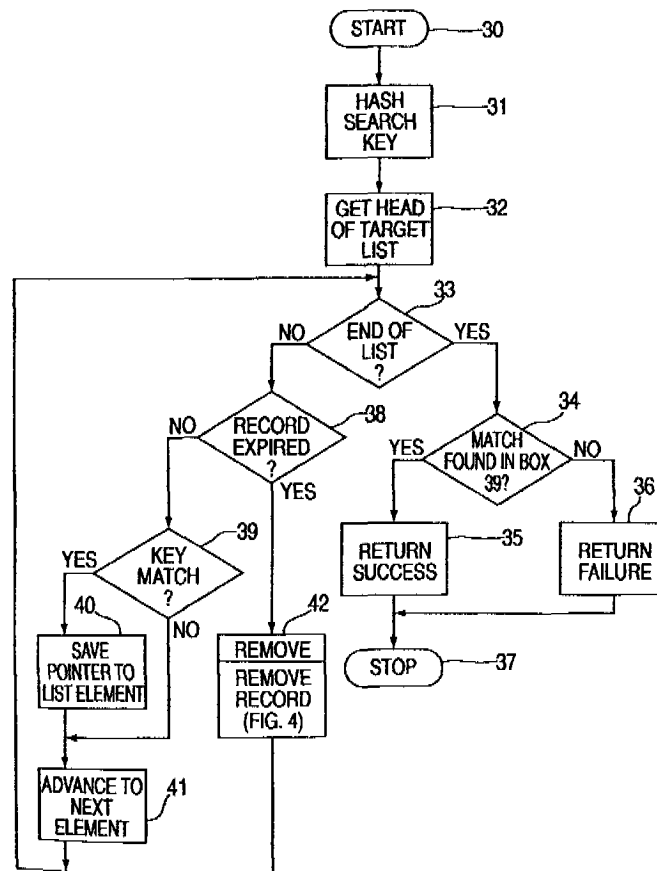 START
30
HASH
SEARCH
KEY
31
GET HEAD
OF TARGET
LIST
32
33
END OF
LIST
?
NO
YES
38
RECORD
EXPIRED
?
NO
YES
34
MATCH
FOUND IN BOX
39?
YES
NO
39
KEY
MATCH
?
YES
NO
35
RETURN
SUCCESS
36
RETURN
FAILURE
40
SAVE
POINTER TO
LIST ELEMENT
42
REMOVE
REMOVE
RECORD
(FIG. 4)
STOP
37
ADVANCE TO
NEXT
ELEMENT
41